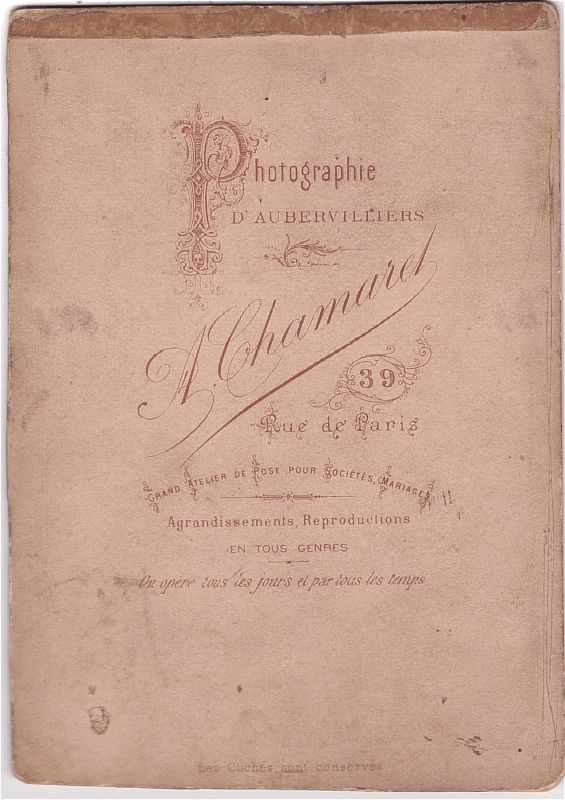 Photographie
D'AUBERVILLIERS
A. Chamaret
39
Rue de Paris
GRAND ATELIER DE POSE POUR SOCIÉTÉS, MARIAGES
Agrandissements, Reproductions
EN TOUS GENRES
On opère tous les jours et par tous les temps
Les Clichés sont conservés